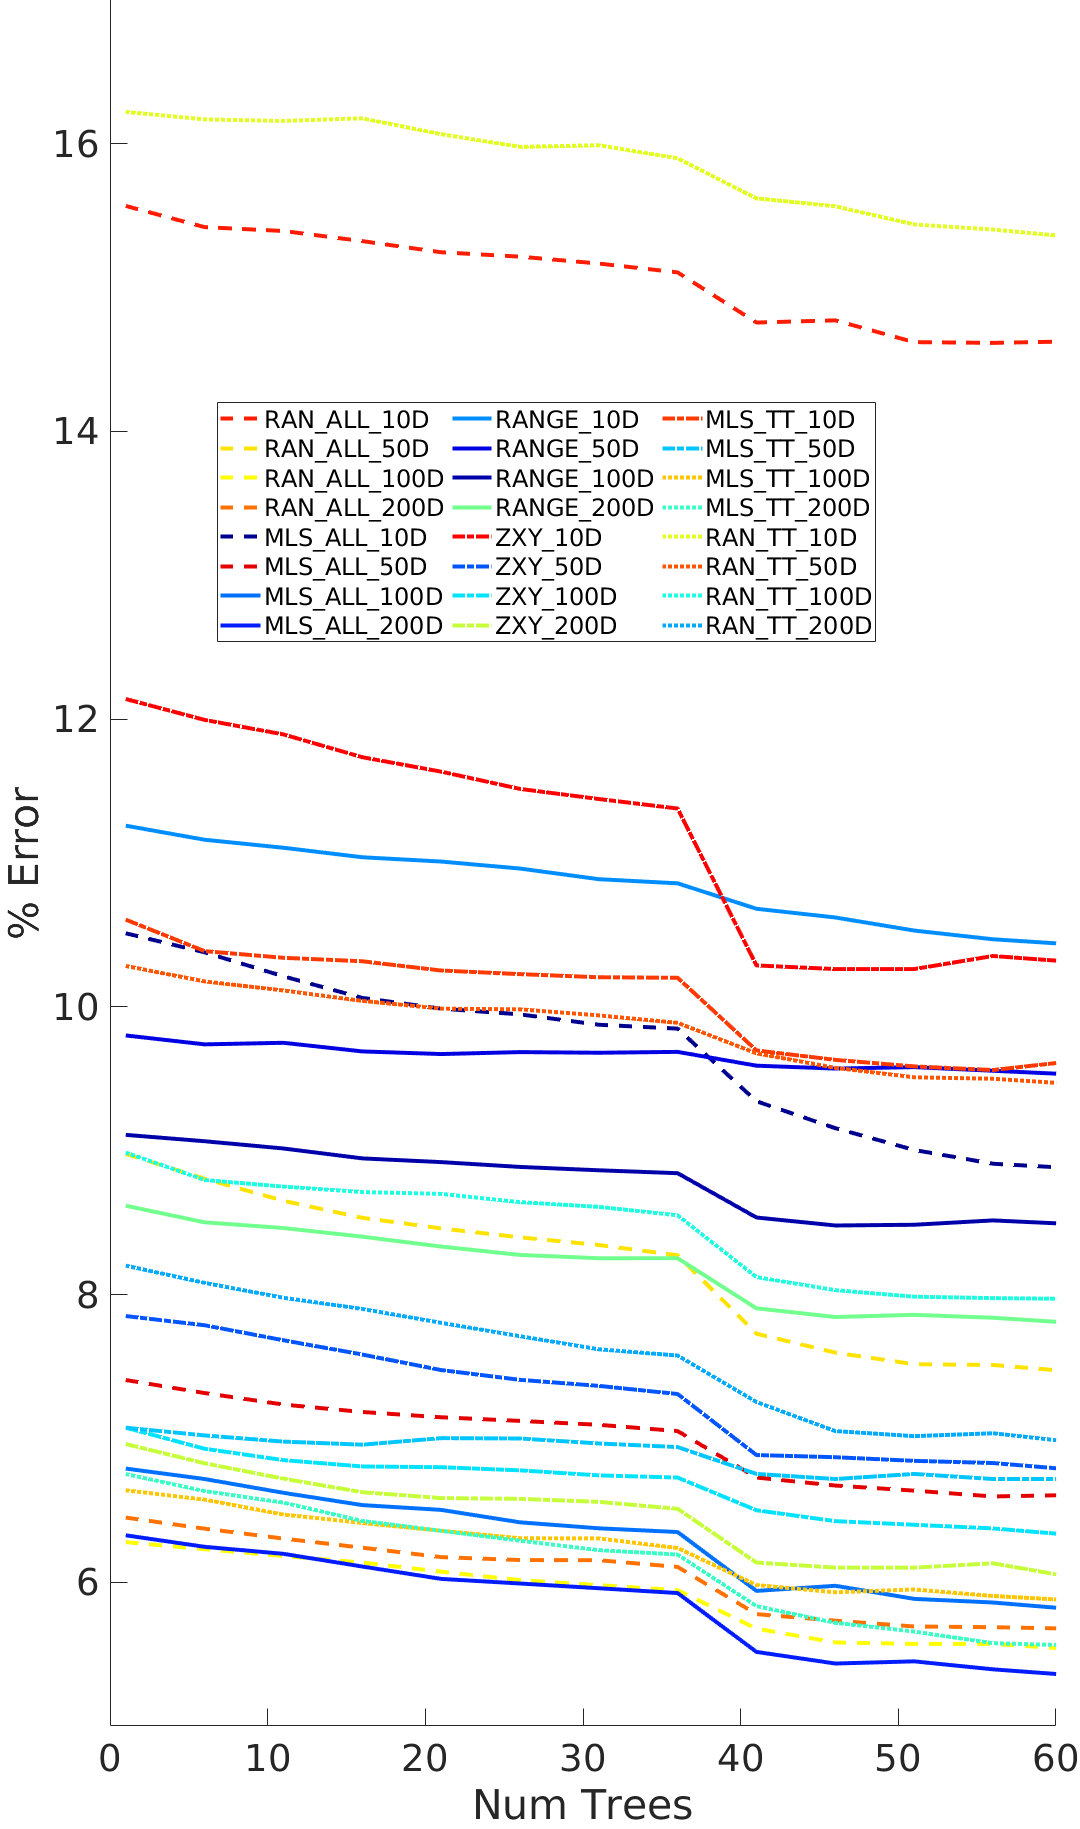 16
14
RAN_ALL_10D RANGE_10D MLS_TT_10D
RAN_ALL_50D RANGE_50D MLS_TT_50D
RAN_ALL_100D RANGE_100D MLS_TT_100D
RAN_ALL_200D RANGE_200D MLS_TT_200D
MLS_ALL_10D ZXY_10D RAN_TT_10D
MLS_ALL_50D ZXY_50D RAN_TT_50D
MLS_ALL_100D ZXY_100D RAN_TT_100D
MLS_ALL_200D ZXY_200D RAN_TT_200D
12
% Error
10
8
6
0 10 20 30 40 50 60
Num Trees